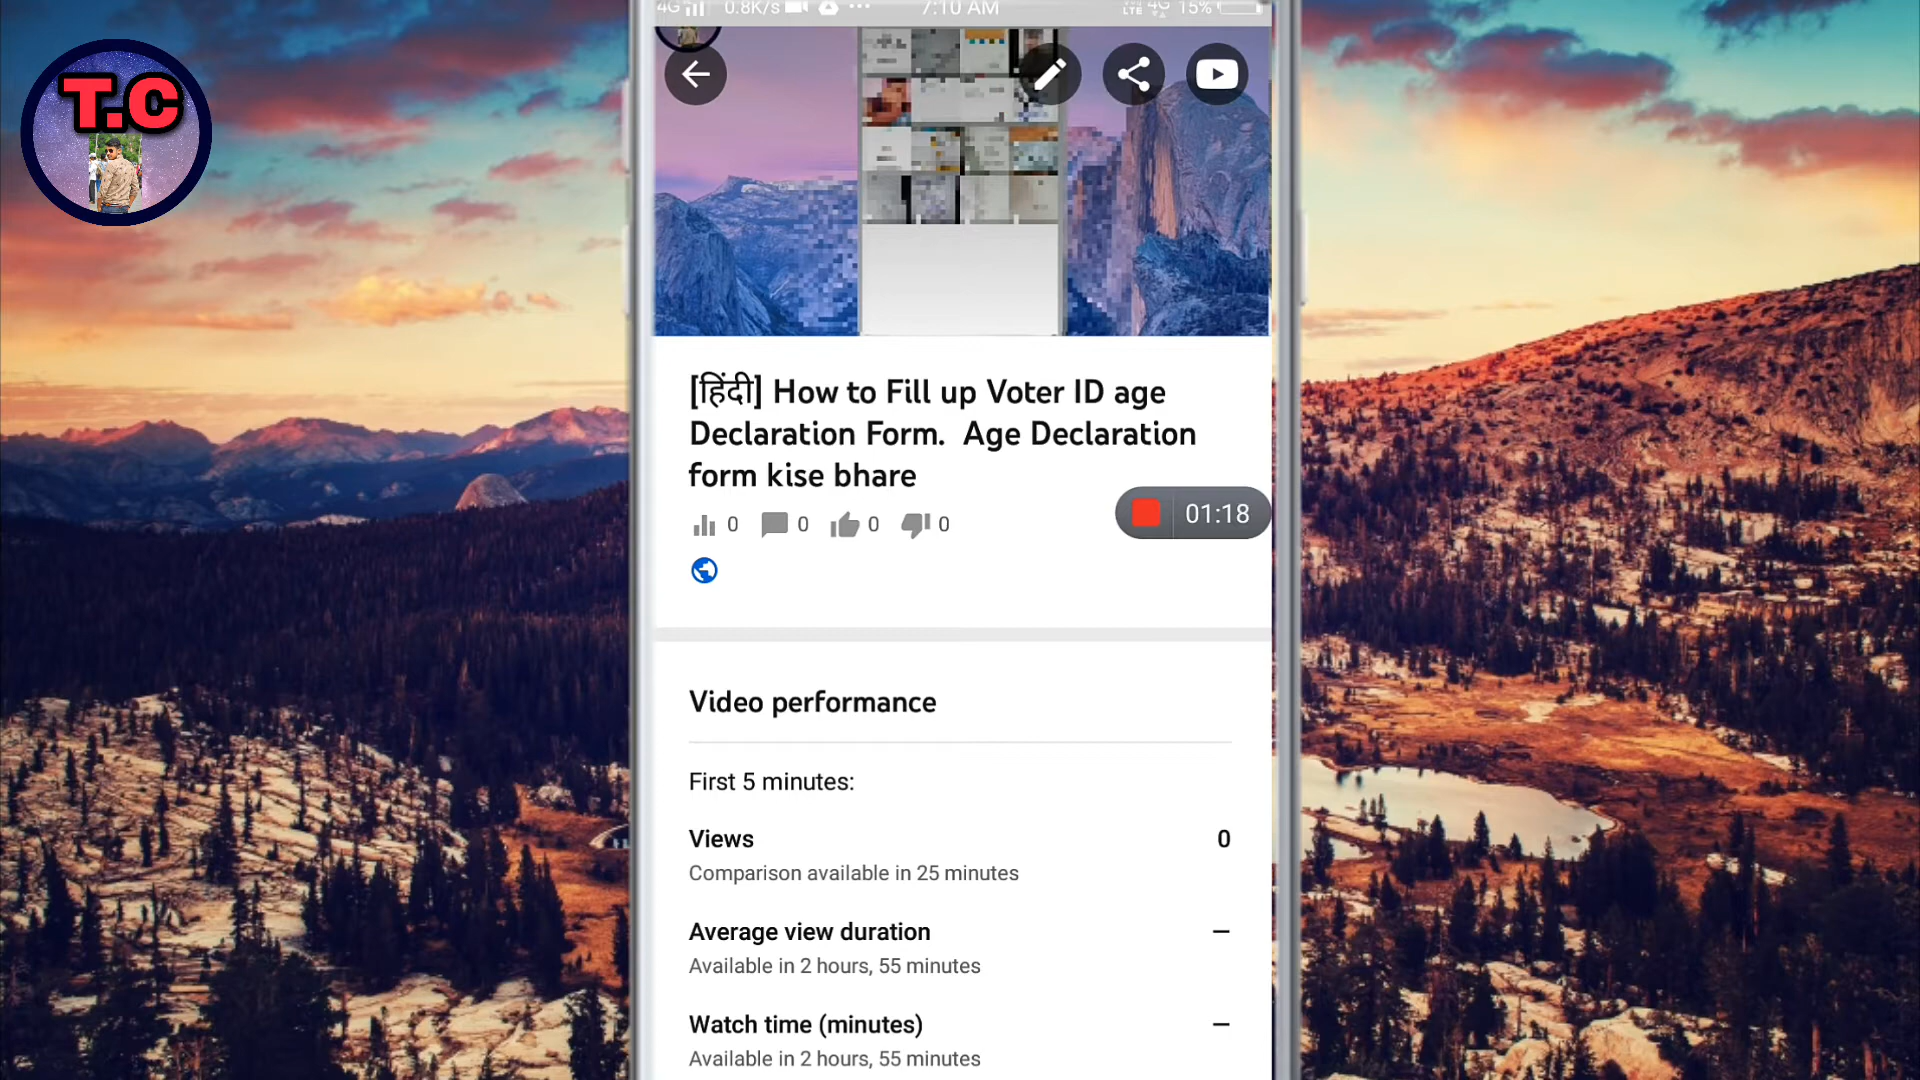 T.C
4G 0.8K/s ... 7:10 AM LTE 4G 15%
[हिंदी] How to Fill up Voter ID age
Declaration Form. Age Declaration
form kise bhare
0 0 0 0
01:18
Video performance
First 5 minutes:
Views 0
Comparison available in 25 minutes
Average view duration –
Available in 2 hours, 55 minutes
Watch time (minutes) –
Available in 2 hours, 55 minutes